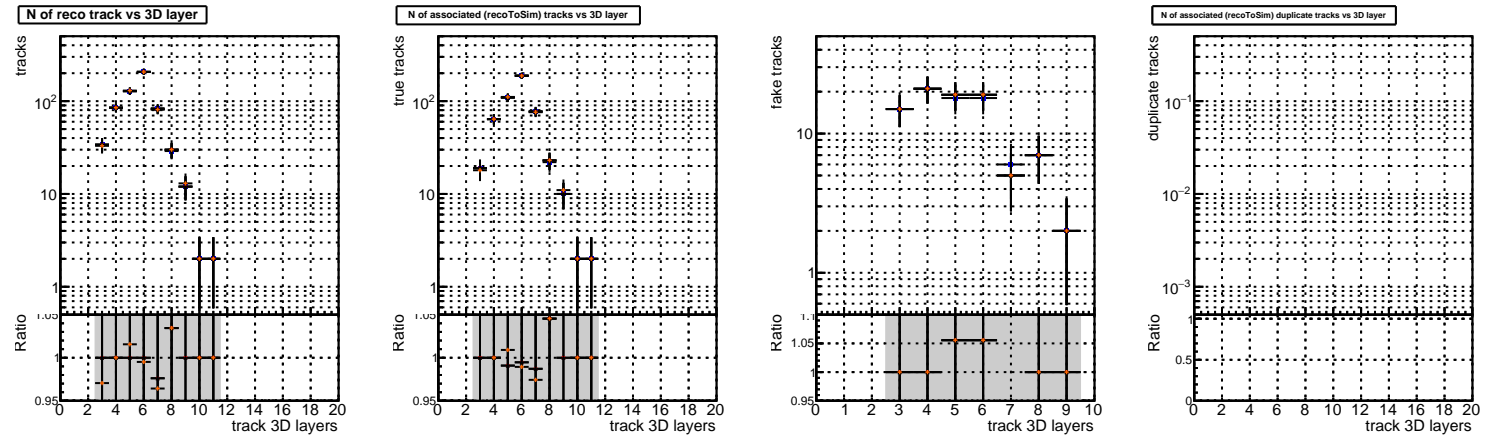 N of reco track vs 3D layer
tracks
10²
10
1
Ratio
1.05
1
0.95
0 2 4 6 8 10 12 14 16 18 20
track 3D layers
N of associated (recoToSim) tracks vs 3D layer
true tracks
10²
10
1
Ratio
1.05
1
0.95
0 2 4 6 8 10 12 14 16 18 20
track 3D layers
fake tracks
10
1
Ratio
1.1
1.05
1
0.95
0 1 2 3 4 5 6 7 8 9 10
track 3D layers
N of associated (recoToSim) duplicate tracks vs 3D layer
duplicate tracks
10⁻¹
10⁻²
10⁻³
Ratio
1
0.5
0
0 2 4 6 8 10 12 14 16 18 20
track 3D layers